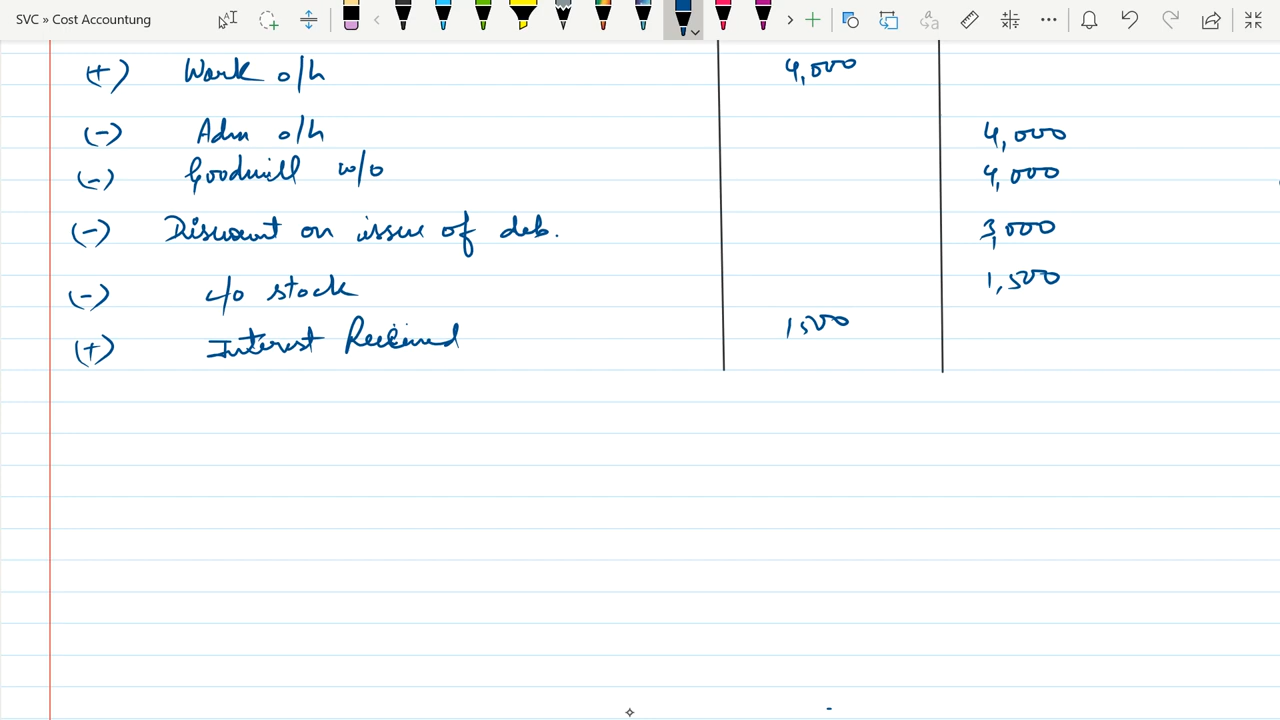 SVC » Cost Accountung
(+) Work o/h 4,000
(-) Adm o/h 4,000
(-) Goodwill w/o 4,000
(-) Discount on issue of deb. 3,000
(-) c/o stock 1,500
(+) Interest Received 1500